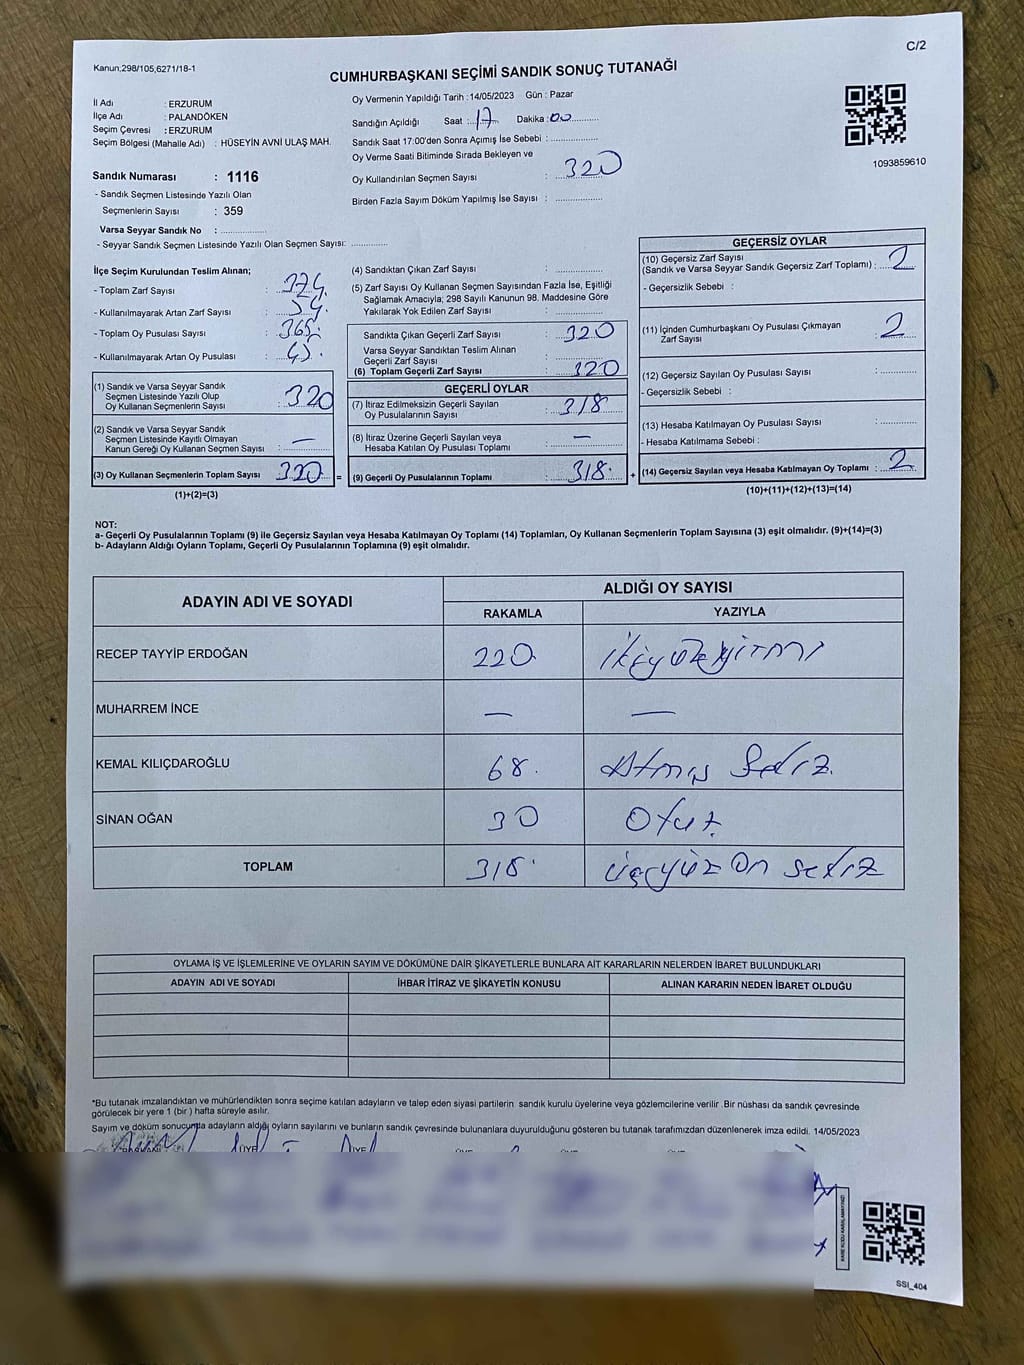 C/2
Kanun;298/105,6271/18-1
CUMHURBAŞKANI SEÇİMİ SANDIK SONUÇ TUTANAĞI
İl Adı : ERZURUM
İlçe Adı : PALANDÖKEN
Seçim Çevresi : ERZURUM
Seçim Bölgesi (Mahalle Adı) : HÜSEYİN AVNİ ULAŞ MAH.
Sandık Numarası : 1116
- Sandık Seçmen Listesinde Yazılı Olan
Seçmenlerin Sayısı : 359
Varsa Seyyar Sandık No : ....................
- Seyyar Sandık Seçmen Listesinde Yazılı Olan Seçmen Sayısı: ...............
Oy Vermenin Yapıldığı Tarih : 14/05/2023 Gün : Pazar
Sandığın Açıldığı Saat : 17 Dakika : 00
Sandık Saat 17:00'den Sonra Açımış İse Sebebi : ....................
Oy Verme Saati Bitiminde Sırada Bekleyen ve
Oy Kullandırılan Seçmen Sayısı : 320
Birden Fazla Sayım Döküm Yapılmış İse Sayısı : ....................
1093859610
İlçe Seçim Kurulundan Teslim Alınan;
- Toplam Zarf Sayısı : 374
- Kullanılmayarak Artan Zarf Sayısı : 54
- Toplam Oy Pusulası Sayısı : 365
- Kullanılmayarak Artan Oy Pusulası : 45
(1) Sandık ve Varsa Seyyar Sandık
Seçmen Listesinde Yazılı Olup
Oy Kullanan Seçmenlerin Sayısı : 320
(2) Sandık ve Varsa Seyyar Sandık
Seçmen Listesinde Kayıtlı Olmayan
Kanun Gereği Oy Kullanan Seçmen Sayısı : —
(3) Oy Kullanan Seçmenlerin Toplam Sayısı : 320 =
(1)+(2)=(3)
(4) Sandıktan Çıkan Zarf Sayısı : ....................
(5) Zarf Sayısı Oy Kullanan Seçmen Sayısından Fazla İse, Eşitliği
Sağlamak Amacıyla; 298 Sayılı Kanunun 98. Maddesine Göre
Yakılarak Yok Edilen Zarf Sayısı : ....................
Sandıkta Çıkan Geçerli Zarf Sayısı : 320
Varsa Seyyar Sandıktan Teslim Alınan
Geçerli Zarf Sayısı : ....................
(6) Toplam Geçerli Zarf Sayısı : 320
GEÇERLİ OYLAR
(7) İtiraz Edilmeksizin Geçerli Sayılan
Oy Pusulalarının Sayısı : 318
(8) İtiraz Üzerine Geçerli Sayılan veya
Hesaba Katılan Oy Pusulası Toplamı : —
(9) Geçerli Oy Pusulalarının Toplamı : 318 +
GEÇERSİZ OYLAR
(10) Geçersiz Zarf Sayısı
(Sandık ve Varsa Seyyar Sandık Geçersiz Zarf Toplamı) : 2
- Geçersizlik Sebebi :
(11) İçinden Cumhurbaşkanı Oy Pusulası Çıkmayan
Zarf Sayısı : 2
(12) Geçersiz Sayılan Oy Pusulası Sayısı : ...............
- Geçersizlik Sebebi :
(13) Hesaba Katılmayan Oy Pusulası Sayısı : ...............
- Hesaba Katılmama Sebebi :
(14) Geçersiz Sayılan veya Hesaba Katılmayan Oy Toplamı : 2
(10)+(11)+(12)+(13)=(14)
NOT:
a- Geçerli Oy Pusulalarının Toplamı (9) ile Geçersiz Sayılan veya Hesaba Katılmayan Oy Toplamı (14) Toplamları, Oy Kullanan Seçmenlerin Toplam Sayısına (3) eşit olmalıdır. (9)+(14)=(3)
b- Adayların Aldığı Oyların Toplamı, Geçerli Oy Pusulalarının Toplamına (9) eşit olmalıdır.
ADAYIN ADI VE SOYADI ALDIĞI OY SAYISI
RAKAMLA YAZIYLA
RECEP TAYYİP ERDOĞAN 220 ikiyüzyirmi
MUHARREM İNCE — —
KEMAL KILIÇDAROĞLU 68. Atmış Sekiz.
SİNAN OĞAN 30 Otuz
TOPLAM 318 üçyüz on sekiz
OYLAMA İŞ VE İŞLEMLERİNE VE OYLARIN SAYIM VE DÖKÜMÜNE DAİR ŞİKAYETLERLE BUNLARA AİT KARARLARIN NELERDEN İBARET BULUNDUKLARI
ADAYIN ADI VE SOYADI İHBAR İTİRAZ VE ŞİKAYETİN KONUSU ALINAN KARARIN NEDEN İBARET OLDUĞU
*Bu tutanak imzalandıktan ve mühürlendikten sonra seçime katılan adayların ve talep eden siyasi partilerin sandık kurulu üyelerine veya gözlemcilerine verilir .Bir nüshası da sandık çevresinde
görülecek bir yere 1 (bir ) hafta süreyle asılır.
Sayım ve döküm sonucunda adayların aldığı oyların sayılarını ve bunların sandık çevresinde bulunanlara duyurulduğunu gösteren bu tutanak tarafımızdan düzenlenerek imza edildi. 14/05/2023
ÜYE ÜYE
SSI_404